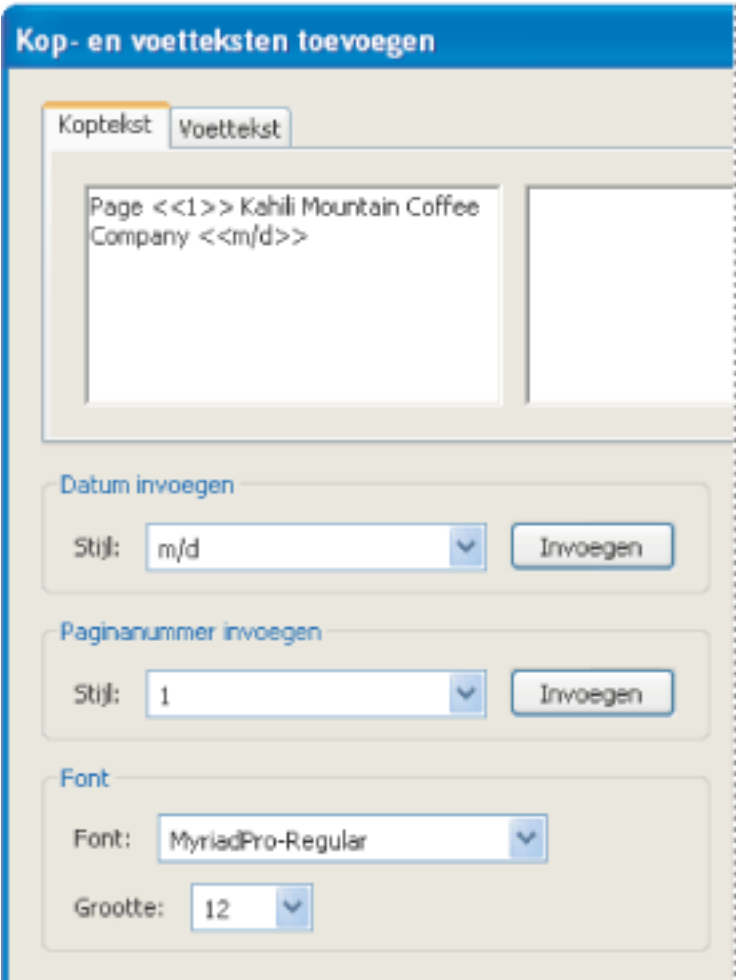 Kop- en voetteksten toevoegen
Koptekst Voettekst
Page <<1>> Kahili Mountain Coffee
Company <<m/d>>
Datum invoegen
Stijl: m/d Invoegen
Paginanummer invoegen
Stijl: 1 Invoegen
Font
Font: MyriadPro-Regular
Grootte: 12